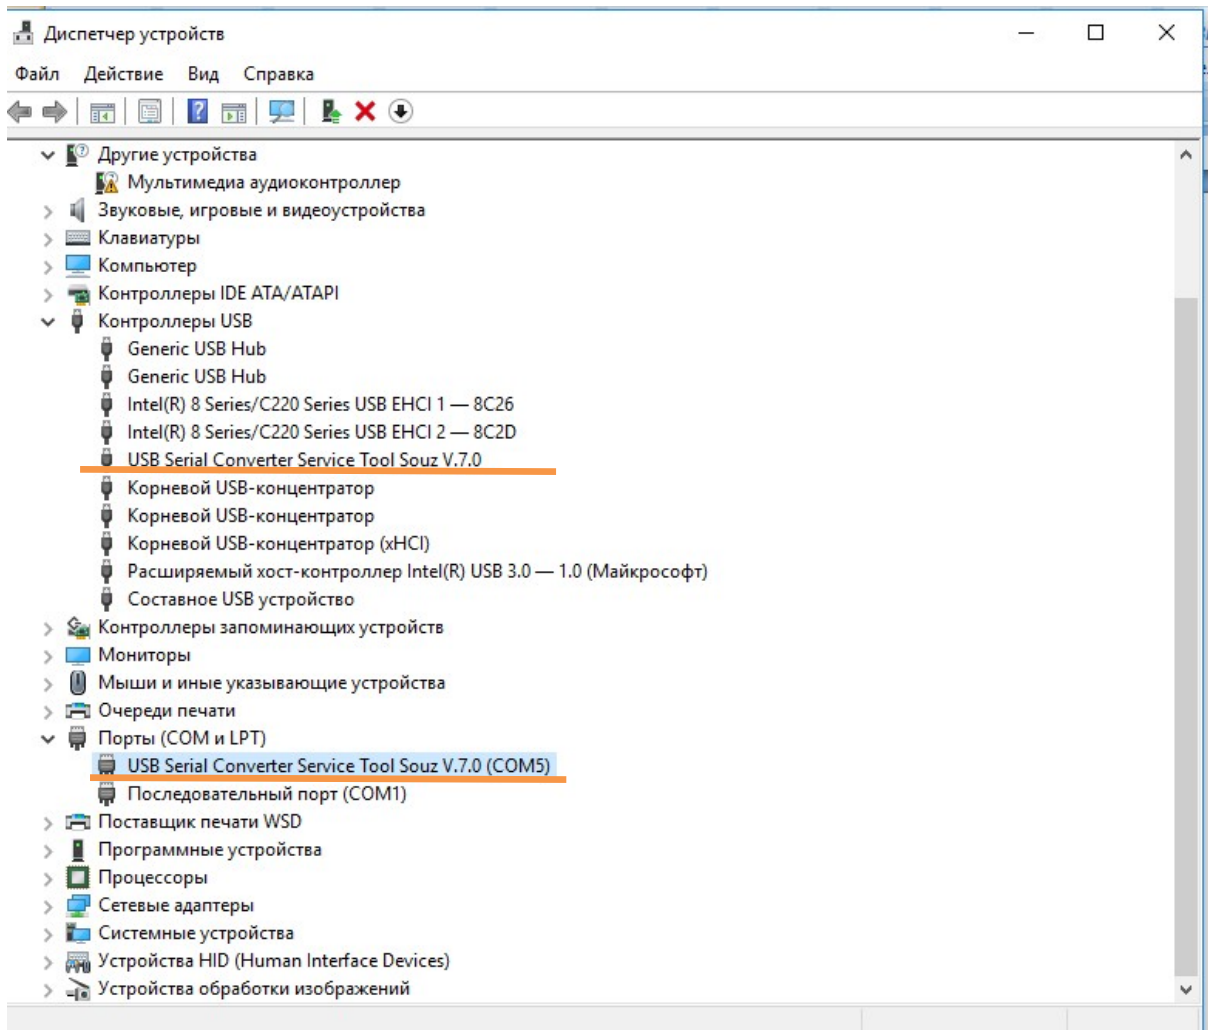 Диспетчер устройств
Файл Действие Вид Справка
Другие устройства
Мультимедиа аудиоконтроллер
Звуковые, игровые и видеоустройства
Клавиатуры
Компьютер
Контроллеры IDE ATA/ATAPI
Контроллеры USB
Generic USB Hub
Generic USB Hub
Intel(R) 8 Series/C220 Series USB EHCI 1 — 8C26
Intel(R) 8 Series/C220 Series USB EHCI 2 — 8C2D
USB Serial Converter Service Tool Souz V.7.0
Корневой USB-концентратор
Корневой USB-концентратор
Корневой USB-концентратор (xHCI)
Расширяемый хост-контроллер Intel(R) USB 3.0 — 1.0 (Майкрософт)
Составное USB устройство
Контроллеры запоминающих устройств
Мониторы
Мыши и иные указывающие устройства
Очереди печати
Порты (COM и LPT)
USB Serial Converter Service Tool Souz V.7.0 (COM5)
Последовательный порт (COM1)
Поставщик печати WSD
Программные устройства
Процессоры
Сетевые адаптеры
Системные устройства
Устройства HID (Human Interface Devices)
Устройства обработки изображений